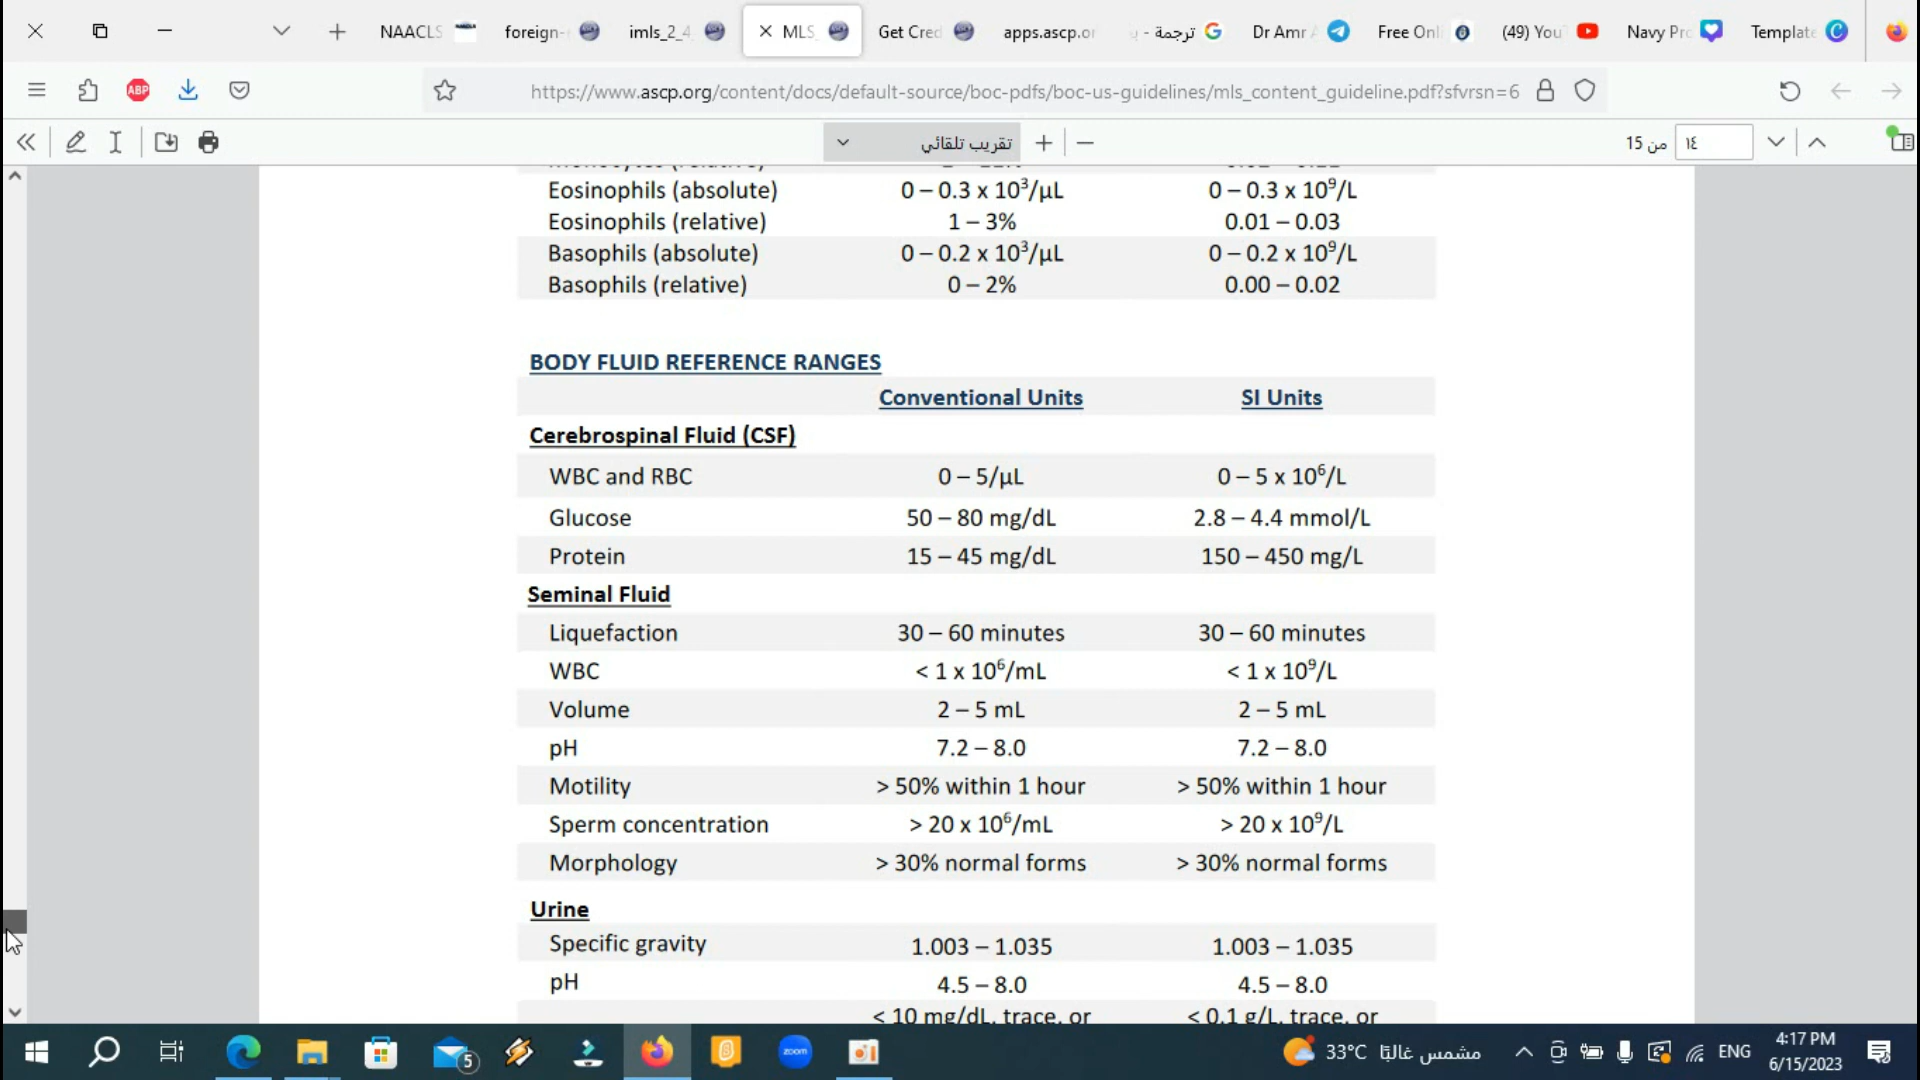 NAACLS
foreign-
imls_2_4
MLS_
Get Cred
apps.ascp.or
ترجمة -
Dr Amr
Free Onl
(49) You
Navy Pr
Template
ABP
https://www.ascp.org/content/docs/default-source/boc-pdfs/boc-us-guidelines/mls_content_guideline.pdf?sfvrsn=6
تقريب تلقائي
١٤
من 15
Eosinophils (absolute) 0 – 0.3 x 10³/µL 0 – 0.3 x 10⁹/L
Eosinophils (relative) 1 – 3% 0.01 – 0.03
Basophils (absolute) 0 – 0.2 x 10³/µL 0 – 0.2 x 10⁹/L
Basophils (relative) 0 – 2% 0.00 – 0.02
BODY FLUID REFERENCE RANGES
Conventional Units SI Units
Cerebrospinal Fluid (CSF)
WBC and RBC 0 – 5/µL 0 – 5 x 10⁶/L
Glucose 50 – 80 mg/dL 2.8 – 4.4 mmol/L
Protein 15 – 45 mg/dL 150 – 450 mg/L
Seminal Fluid
Liquefaction 30 – 60 minutes 30 – 60 minutes
WBC < 1 x 10⁶/mL < 1 x 10⁹/L
Volume 2 – 5 mL 2 – 5 mL
pH 7.2 – 8.0 7.2 – 8.0
Motility > 50% within 1 hour > 50% within 1 hour
Sperm concentration > 20 x 10⁶/mL > 20 x 10⁹/L
Morphology > 30% normal forms > 30% normal forms
Urine
Specific gravity 1.003 – 1.035 1.003 – 1.035
pH 4.5 – 8.0 4.5 – 8.0
< 10 mg/dL, trace, or < 0.1 g/L, trace, or
5
zoom
33°C مشمس غالبًا
ENG
4:17 PM
6/15/2023